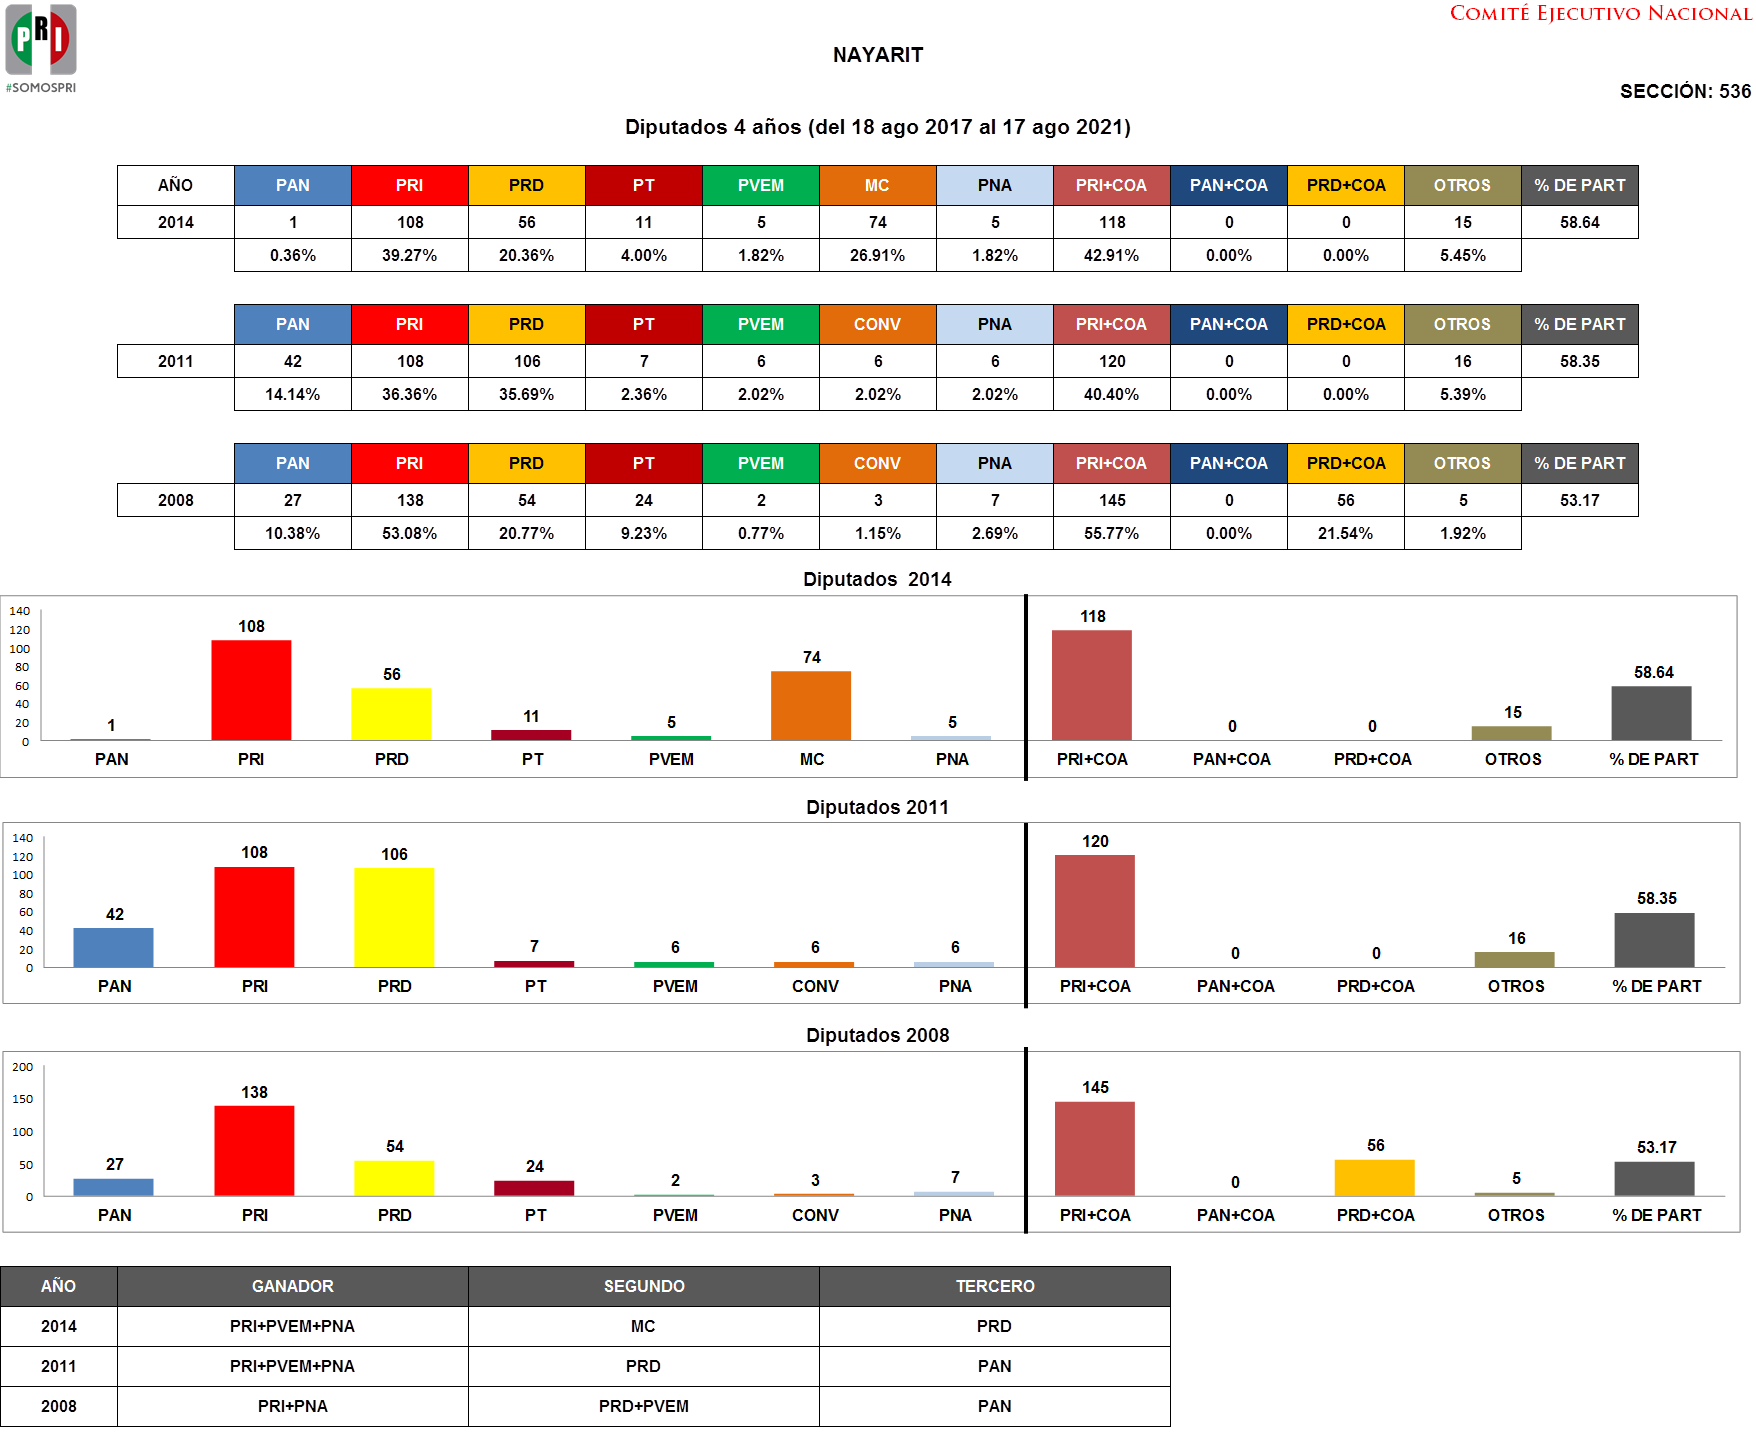 COMITÉ EJECUTIVO NACIONAL
PRI
#SOMOSPRI
NAYARIT
SECCIÓN: 536
Diputados 4 años (del 18 ago 2017 al 17 ago 2021)
AÑO PAN PRI PRD PT PVEM MC PNA PRI+COA PAN+COA PRD+COA OTROS % DE PART
2014 1 108 56 11 5 74 5 118 0 0 15 58.64
0.36% 39.27% 20.36% 4.00% 1.82% 26.91% 1.82% 42.91% 0.00% 0.00% 5.45%
PAN PRI PRD PT PVEM CONV PNA PRI+COA PAN+COA PRD+COA OTROS % DE PART
2011 42 108 106 7 6 6 6 120 0 0 16 58.35
14.14% 36.36% 35.69% 2.36% 2.02% 2.02% 2.02% 40.40% 0.00% 0.00% 5.39%
PAN PRI PRD PT PVEM CONV PNA PRI+COA PAN+COA PRD+COA OTROS % DE PART
2008 27 138 54 24 2 3 7 145 0 56 5 53.17
10.38% 53.08% 20.77% 9.23% 0.77% 1.15% 2.69% 55.77% 0.00% 21.54% 1.92%
Diputados 2014
140
120
100
80
60
40
20
0
1 108 56 11 5 74 5 118 0 0 15 58.64
PAN PRI PRD PT PVEM MC PNA PRI+COA PAN+COA PRD+COA OTROS % DE PART
Diputados 2011
140
120
100
80
60
40
20
0
42 108 106 7 6 6 6 120 0 0 16 58.35
PAN PRI PRD PT PVEM CONV PNA PRI+COA PAN+COA PRD+COA OTROS % DE PART
Diputados 2008
200
150
100
50
0
27 138 54 24 2 3 7 145 0 56 5 53.17
PAN PRI PRD PT PVEM CONV PNA PRI+COA PAN+COA PRD+COA OTROS % DE PART
AÑO GANADOR SEGUNDO TERCERO
2014 PRI+PVEM+PNA MC PRD
2011 PRI+PVEM+PNA PRD PAN
2008 PRI+PNA PRD+PVEM PAN